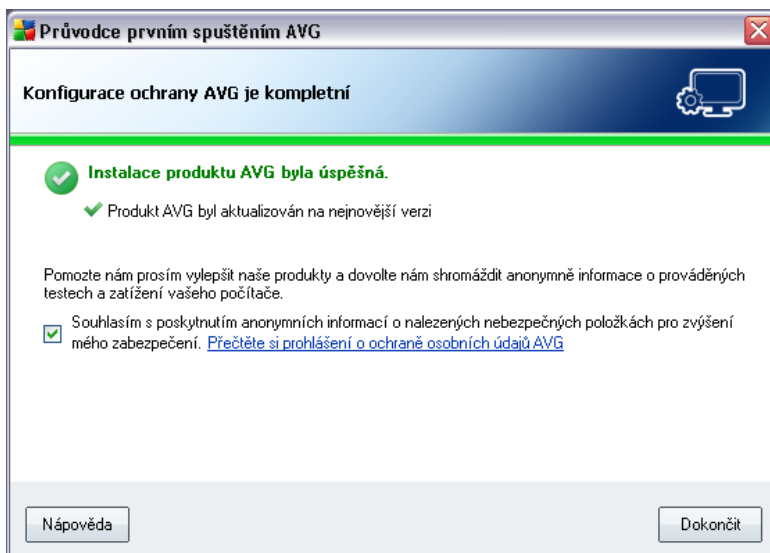 Průvodce prvním spuštěním AVG
Konfigurace ochrany AVG je kompletní
Instalace produktu AVG byla úspěšná.
Produkt AVG byl aktualizován na nejnovější verzi
Pomozte nám prosím vylepšit naše produkty a dovolte nám shromáždit anonymně informace o prováděných
testech a zatížení vašeho počítače.
Souhlasím s poskytnutím anonymních informací o nalezených nebezpečných položkách pro zvýšení
mého zabezpečení. Přečtěte si prohlášení o ochraně osobních údajů AVG
Nápověda
Dokončit